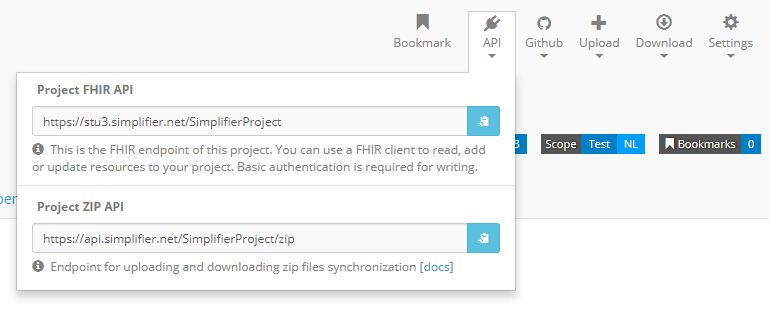 Bookmark API Github Upload Download Settings
Project FHIR API
https://stu3.simplifier.net/SimplifierProject
This is the FHIR endpoint of this project. You can use a FHIR client to read, add
or update resources to your project. Basic authentication is required for writing.
3 Scope Test NL Bookmarks 0
Project ZIP API
https://api.simplifier.net/SimplifierProject/zip
Endpoint for uploading and downloading zip files synchronization [docs]